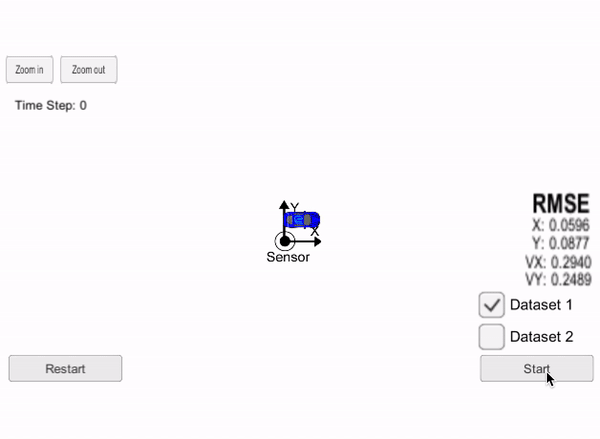 Zoom in
Zoom out
Time Step: 0
Y
X
Sensor
RMSE
X: 0.0596
Y: 0.0877
VX: 0.2940
VY: 0.2489
Dataset 1
Dataset 2
Restart
Start